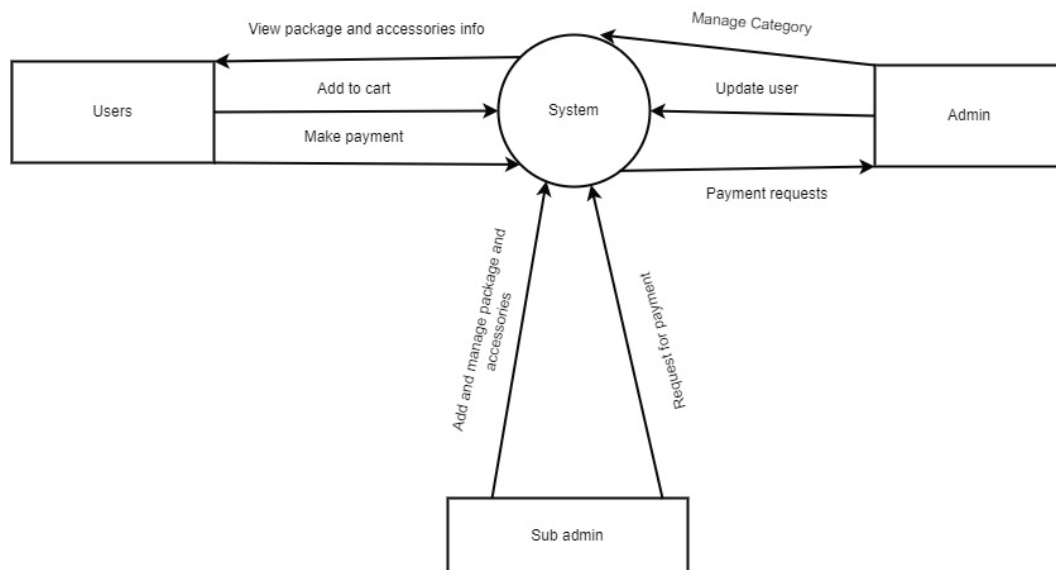 Manage Category
View package and accessories info
Add to cart
Update user
Users
System
Admin
Make payment
Payment requests
Add and manage package and
accessories
Request for payment
Sub admin